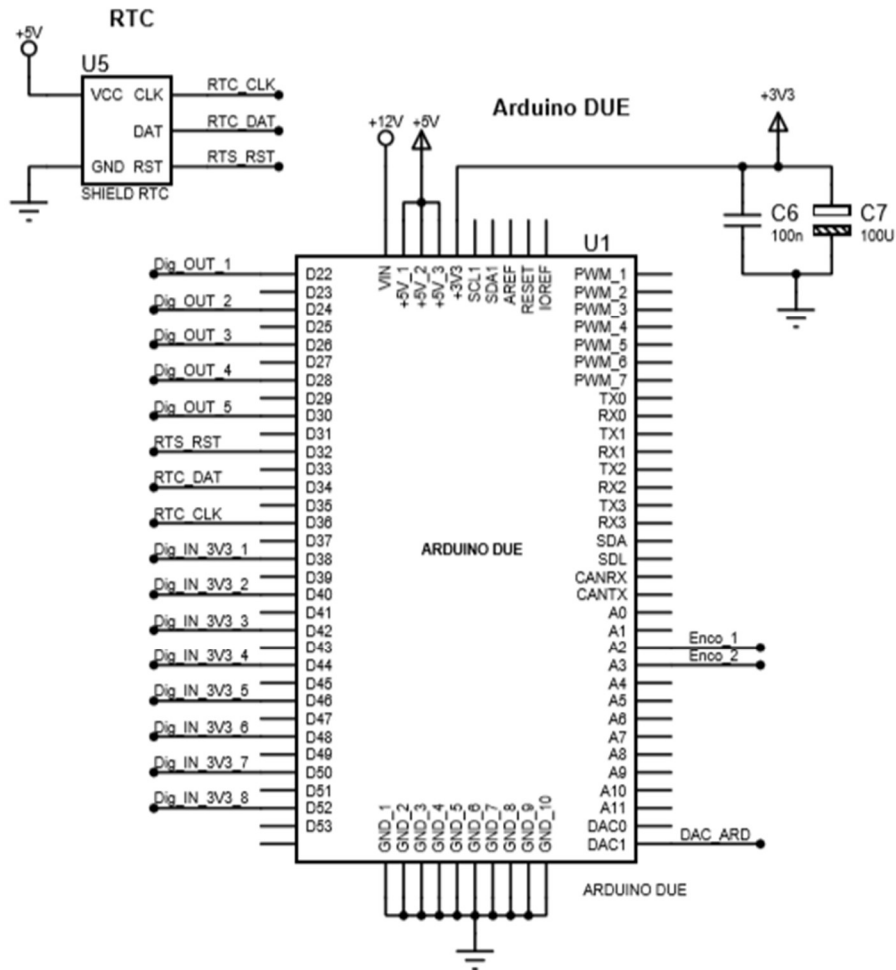 RTC
+5V
U5
VCC CLK RTC_CLK
DAT RTC_DAT
GND RST RTS_RST
SHIELD RTC
Arduino DUE
+12V
+5V
+3V3
C6
100n
C7
100U
U1
VIN
+5V_1
+5V_2
+5V_3
+3V3
SCL1
SDA1
AREF
RESET
IOREF
Dig_OUT_1 D22
D23
Dig_OUT_2 D24
D25
Dig_OUT_3 D26
D27
Dig_OUT_4 D28
D29
Dig_OUT_5 D30
D31
RTS_RST D32
D33
RTC_DAT D34
D35
RTC_CLK D36
D37
Dig_IN_3V3_1 D38
D39
Dig_IN_3V3_2 D40
D41
Dig_IN_3V3_3 D42
D43
Dig_IN_3V3_4 D44
D45
Dig_IN_3V3_5 D46
D47
Dig_IN_3V3_6 D48
D49
Dig_IN_3V3_7 D50
D51
Dig_IN_3V3_8 D52
D53
ARDUINO DUE
PWM_1
PWM_2
PWM_3
PWM_4
PWM_5
PWM_6
PWM_7
TX0
RX0
TX1
RX1
TX2
RX2
TX3
RX3
SDA
SDL
CANRX
CANTX
A0
A1
A2 Enco_1
A3 Enco_2
A4
A5
A6
A7
A8
A9
A10
A11
DAC0
DAC1 DAC_ARD
GND_1
GND_2
GND_3
GND_4
GND_5
GND_6
GND_7
GND_8
GND_9
GND_10
ARDUINO DUE